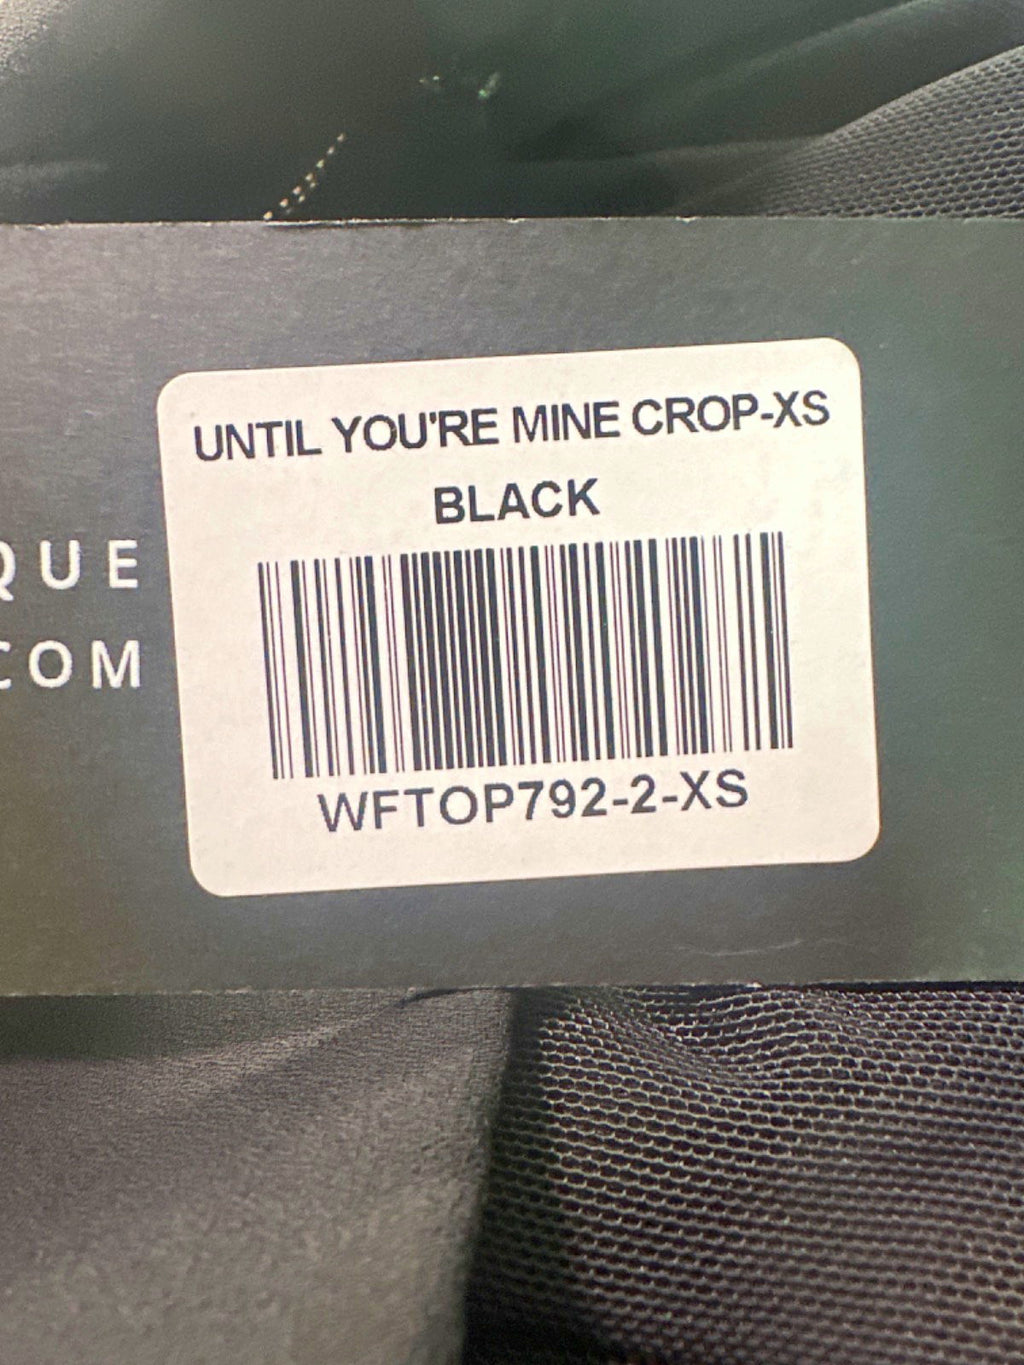 UNTIL YOU'RE MINE CROP-XS
BLACK
QUE
COM
WFTOP792-2-XS